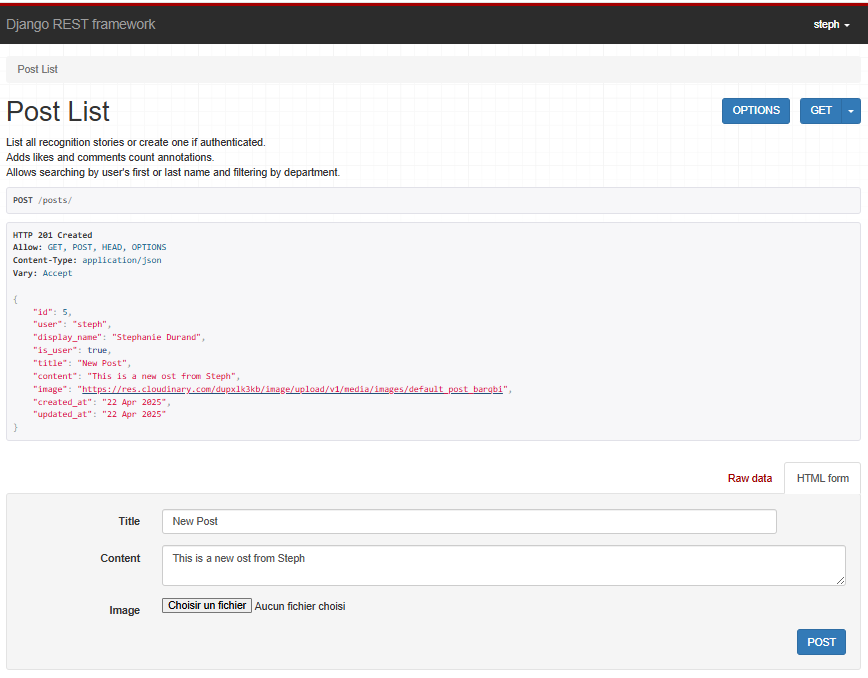 Django REST framework
steph
Post List
Post List
OPTIONS
GET
List all recognition stories or create one if authenticated.
Adds likes and comments count annotations.
Allows searching by user's first or last name and filtering by department.
POST /posts/
HTTP 201 Created
Allow: GET, POST, HEAD, OPTIONS
Content-Type: application/json
Vary: Accept
{
"id": 5,
"user": "steph",
"display_name": "Stephanie Durand",
"is_user": true,
"title": "New Post",
"content": "This is a new ost from Steph",
"image": "https://res.cloudinary.com/dupxlk3kb/image/upload/v1/media/images/default_post_barqbi",
"created_at": "22 Apr 2025",
"updated_at": "22 Apr 2025"
}
Raw data
HTML form
Title
New Post
Content
This is a new ost from Steph
Image
Choisir un fichier Aucun fichier choisi
POST